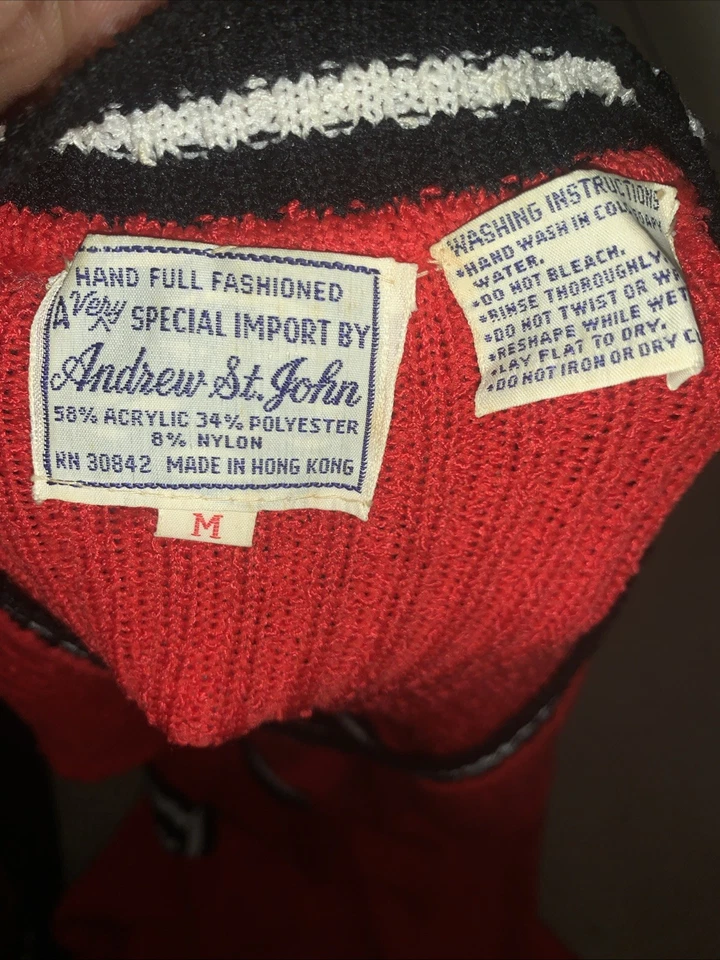 HAND FULL FASHIONED
A Very SPECIAL IMPORT BY
Andrew St. John
58% ACRYLIC 34% POLYESTER
8% NYLON
RN 30842 MADE IN HONG KONG
M
WASHING INSTRUCTIONS
*HAND WASH IN COLD SOAPY
WATER.
*DO NOT BLEACH.
*RINSE THOROUGHLY.
*DO NOT TWIST OR
*RESHAPE WHILE WET
*LAY FLAT TO DRY.
*DO NOT IRON OR DRY